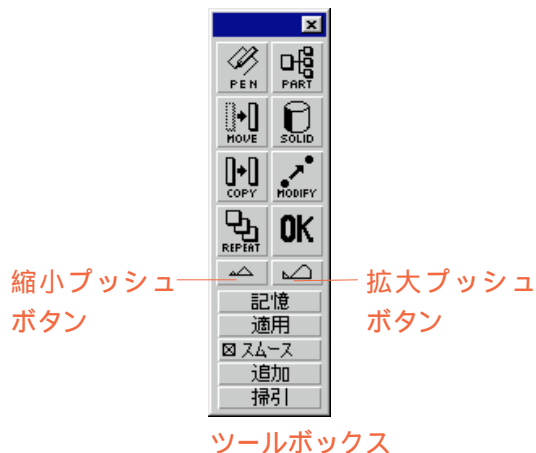 PEN PART
MOVE SOLID
COPY MODIFY
REPEAT OK
縮小プッシュ
ボタン
拡大プッシュ
ボタン
記憶
適用
スムース
追加
掃引
ツールボックス